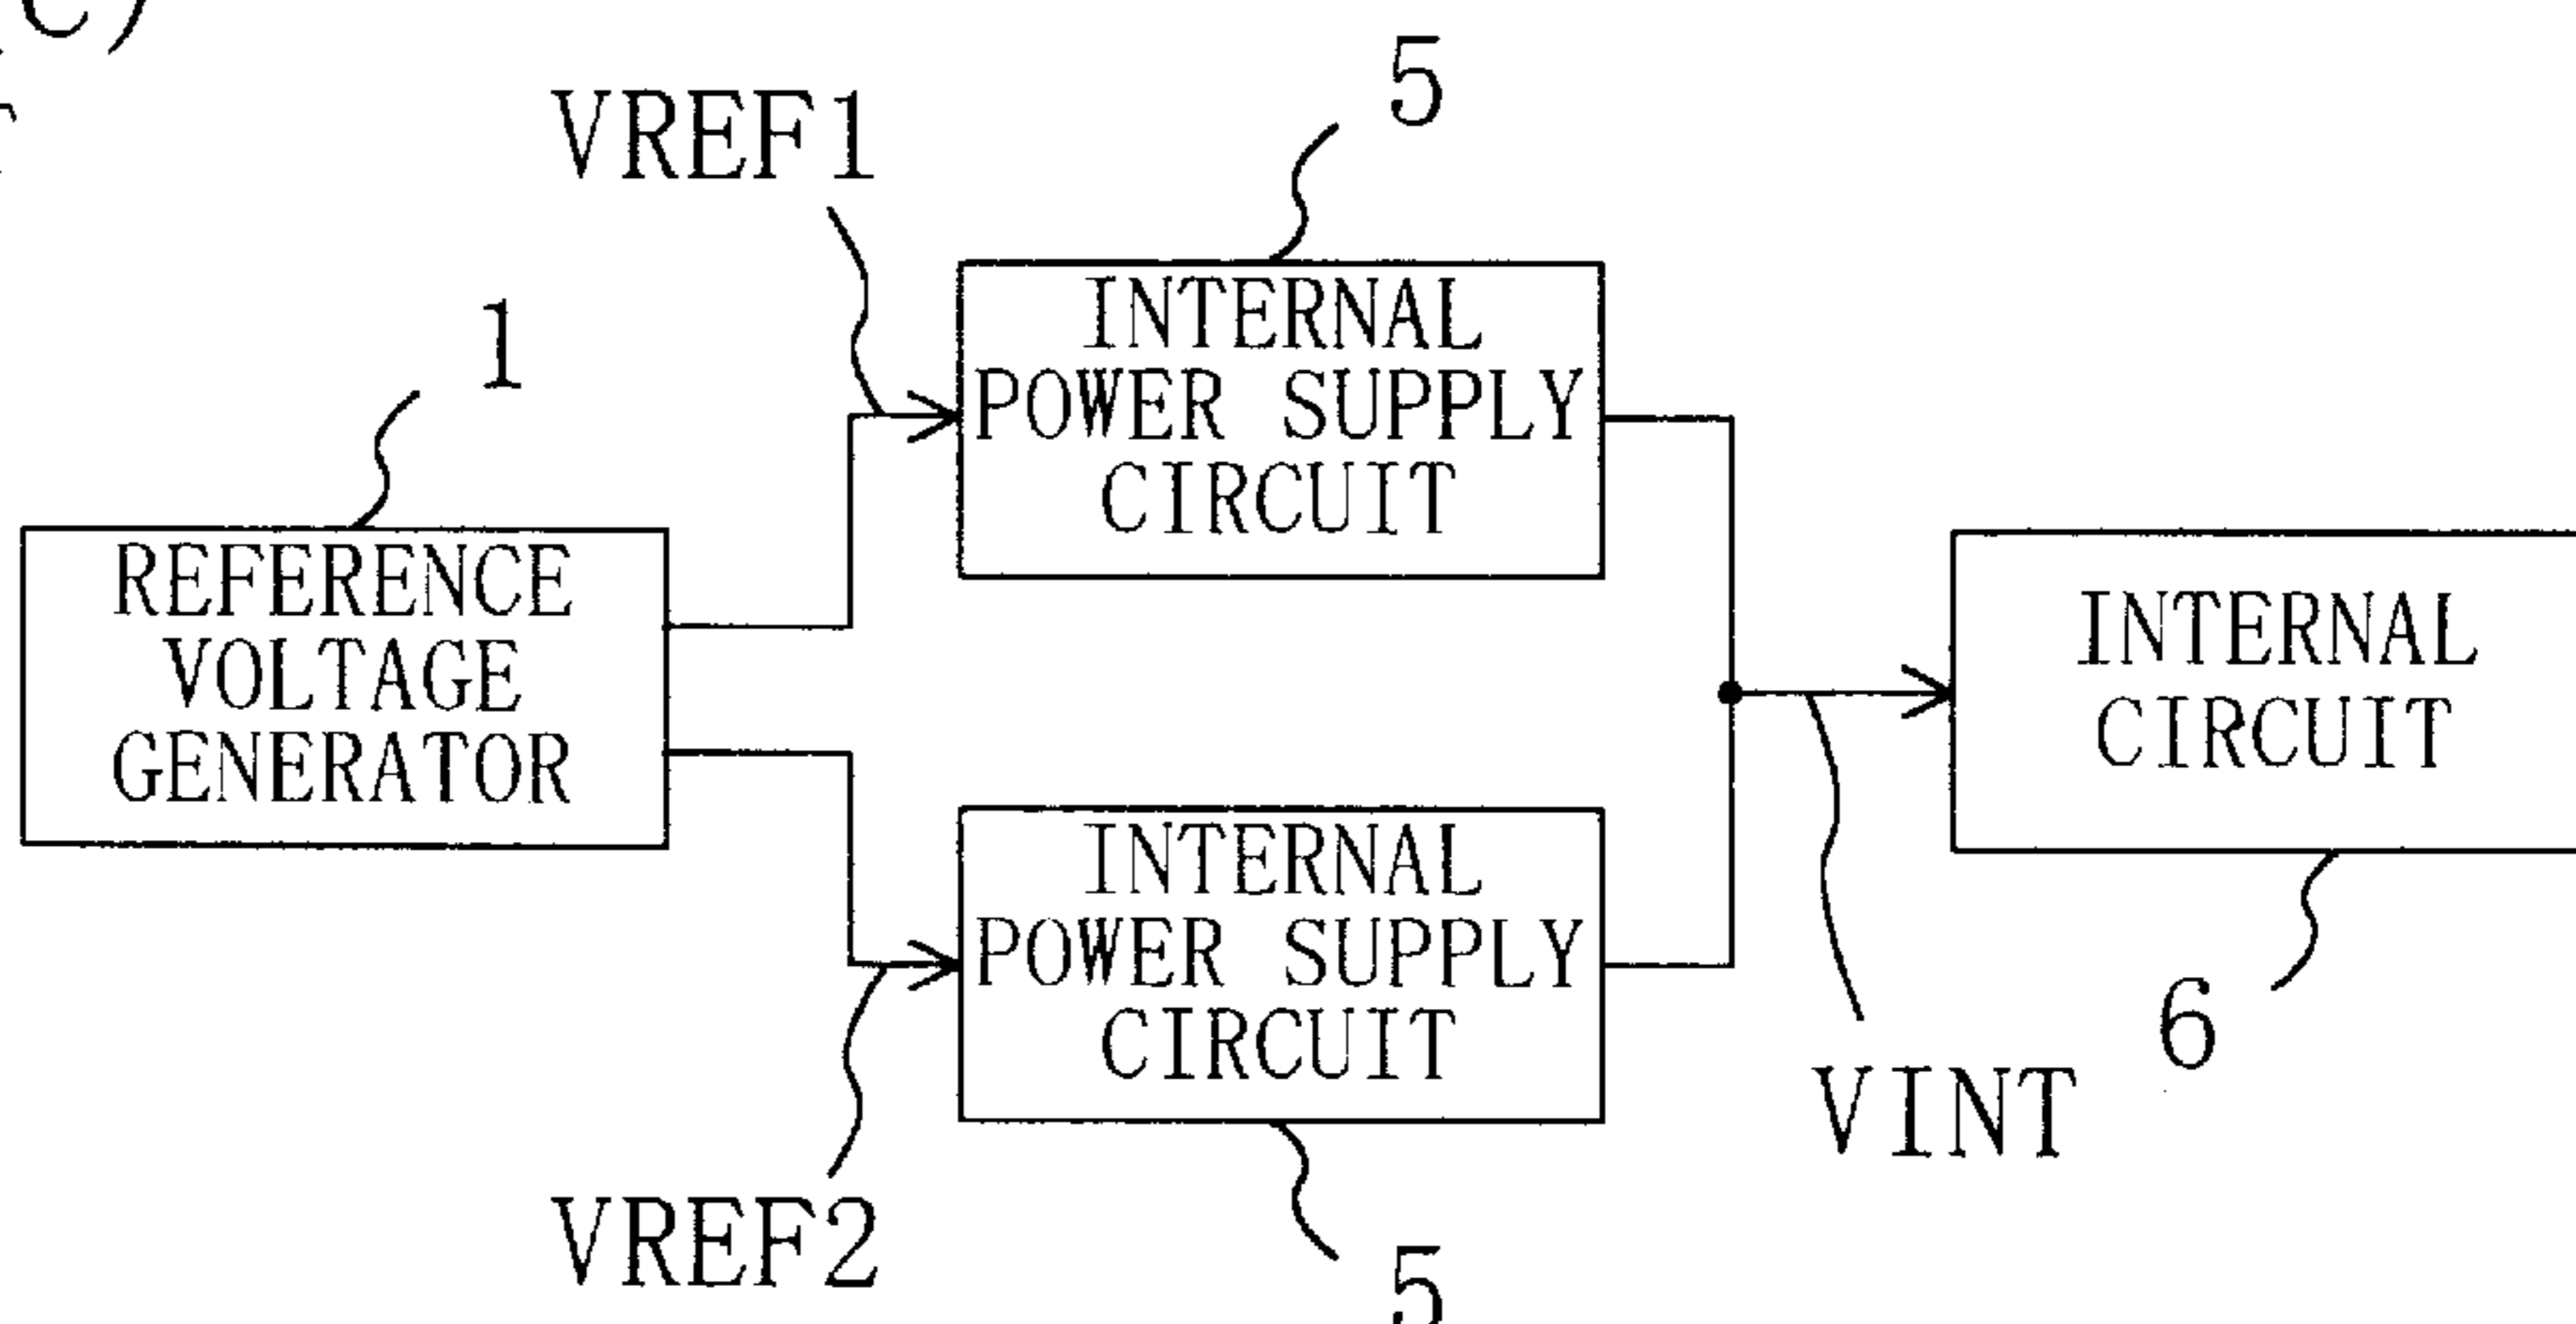 C)
5
VREF1
INTERNAL
POWER SUPPLY
CIRCUIT
1
REFERENCE
VOLTAGE
GENERATOR
INTERNAL
CIRCUIT
INTERNAL
POWER SUPPLY
CIRCUIT
6
VINT
VREF2
5